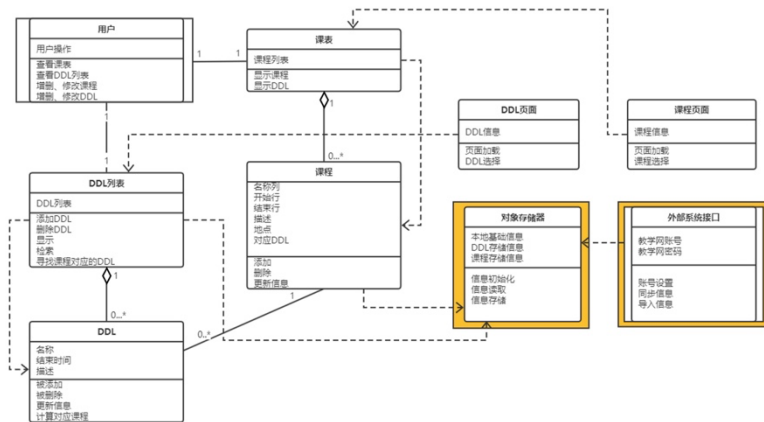 用户
用户操作
查看课表
查看DDL列表
增删、修改课程
增删、修改DDL
1
1
课表
课程列表
显示课程
显示DDL
1
0...*
1
1
DDL页面
DDL信息
页面加载
DDL选择
课程页面
课程信息
页面加载
课程选择
DDL列表
DDL列表
添加DDL
删除DDL
显示
检索
寻找课程对应的DDL
1
0...*
课程
名称列
开始行
结束行
描述
地点
对应DDL
添加
删除
更新信息
1
0..*
对象存储器
本地基础信息
DDL存储信息
课程存储信息
信息初始化
信息读取
信息存储
外部系统接口
教学网账号
教学网密码
账号设置
同步信息
导入信息
DDL
名称
结束时间
描述
被添加
被删除
更新信息
计算对应课程